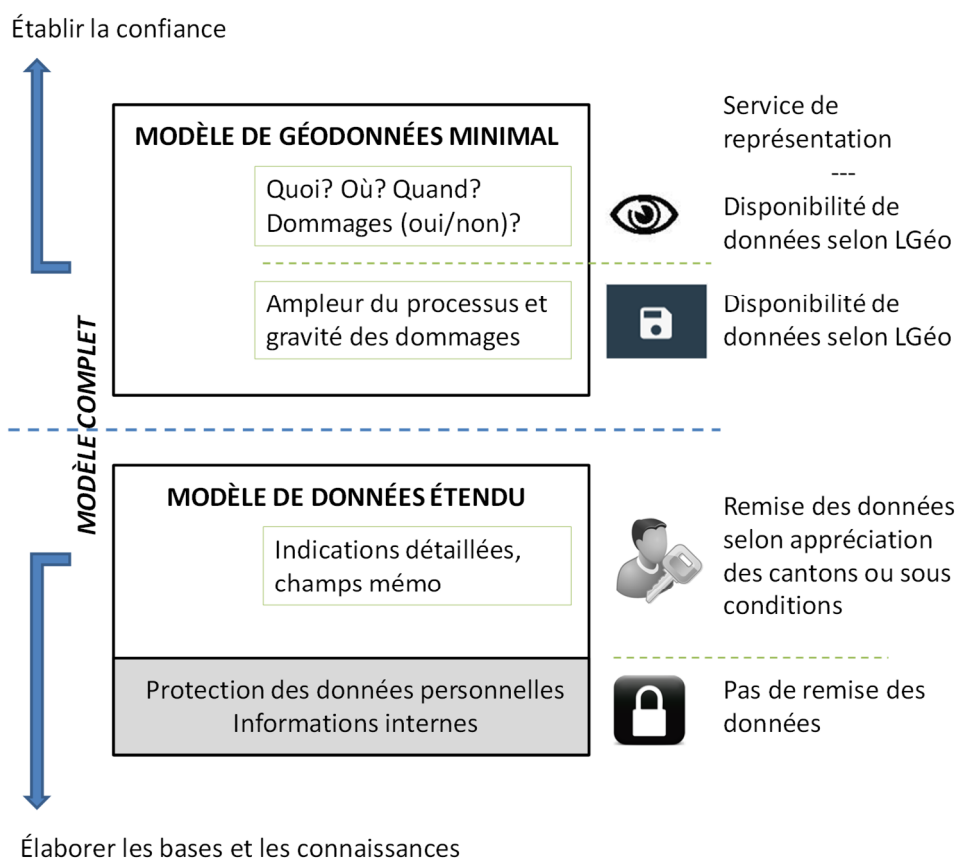 Établir la confiance
MODÈLE DE GÉODONNÉES MINIMAL
Quoi? Où? Quand?
Dommages (oui/non)?
Service de
représentation
---
Disponibilité de
données selon LGéo
Ampleur du processus et
gravité des dommages
Disponibilité de
données selon LGéo
MODÈLE COMPLET
MODÈLE DE DONNÉES ÉTENDU
Indications détaillées,
champs mémo
Remise des données
selon appréciation
des cantons ou sous
conditions
Protection des données personnelles
Informations internes
Pas de remise des
données
Élaborer les bases et les connaissances